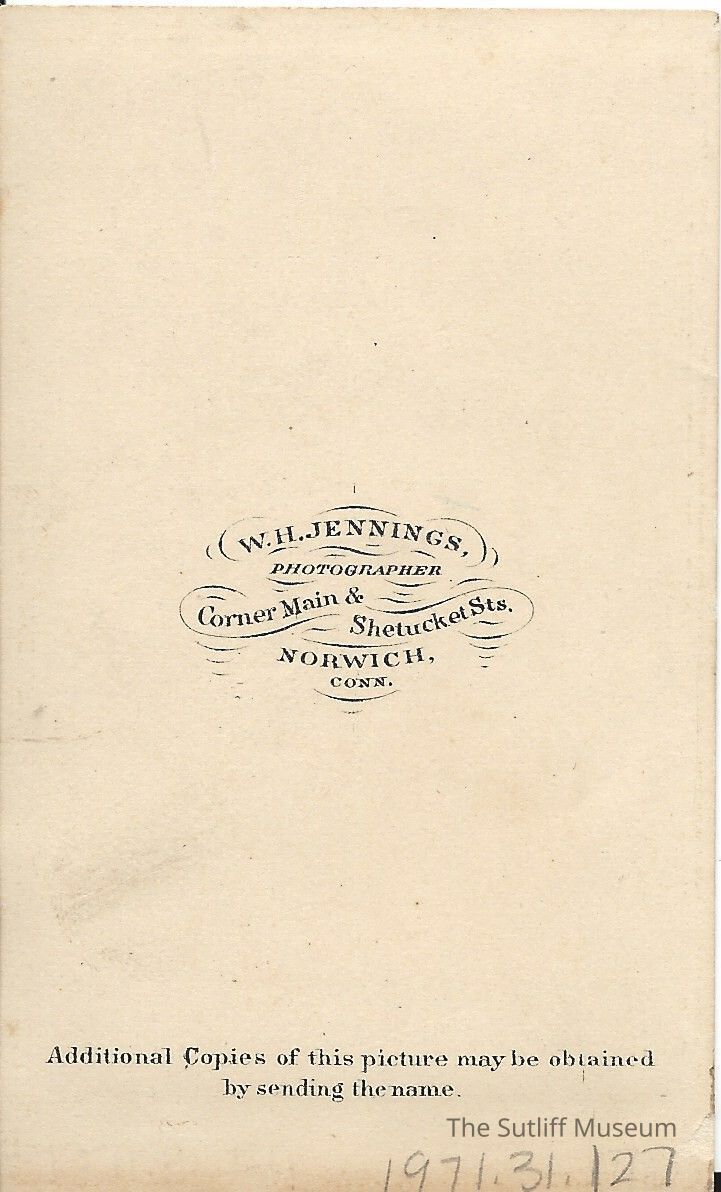 W.H. JENNINGS,
PHOTOGRAPHER
Corner Main &
Shetucket Sts.
NORWICH,
CONN.
Additional Copies of this picture may be obtained
by sending the name.
The Sutliff Museum
1971.31.127